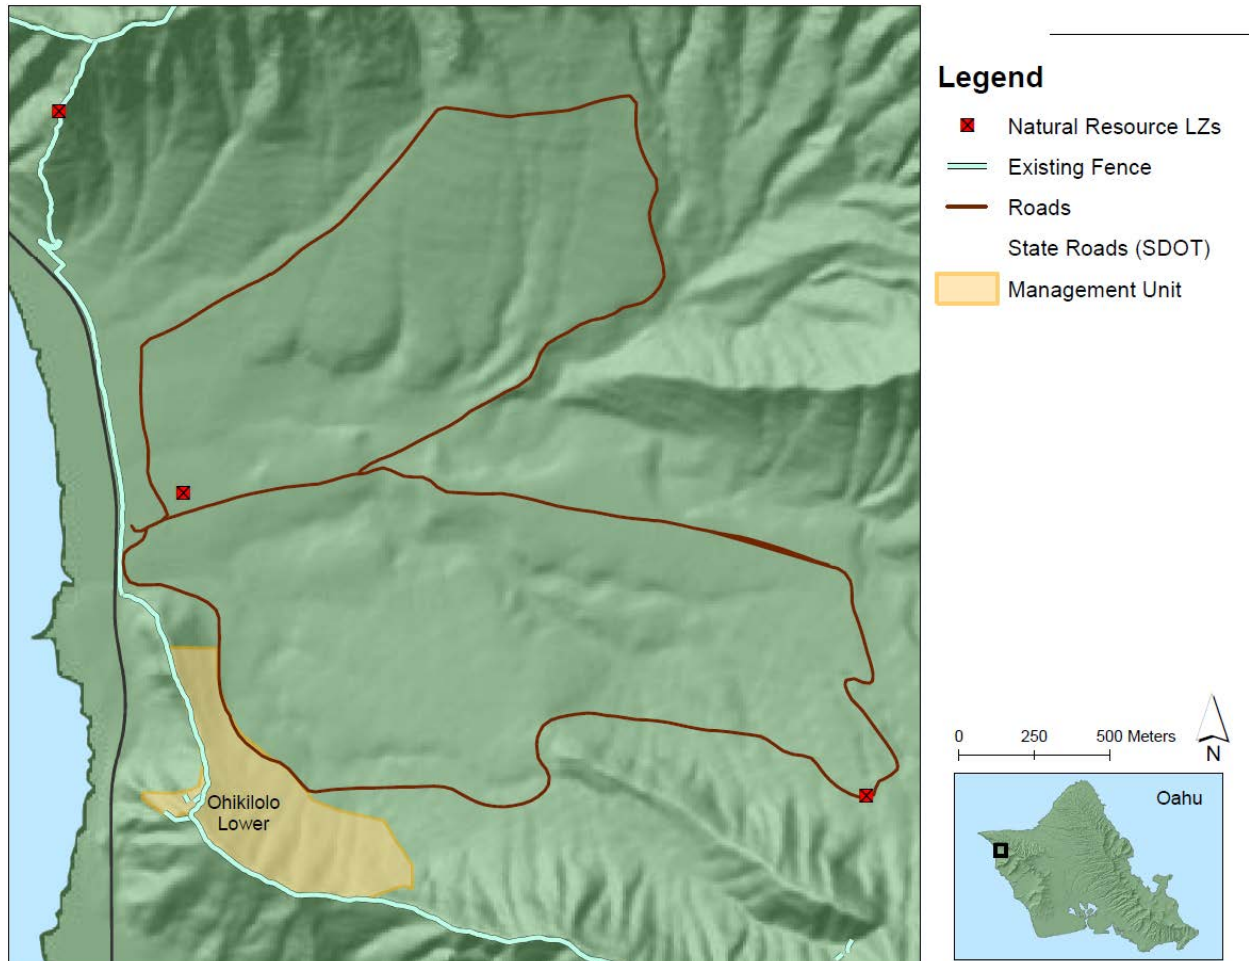 Legend
Natural Resource LZs
Existing Fence
Roads
State Roads (SDOT)
Management Unit
Ohikilolo
Lower
0 250 500 Meters
N
Oahu